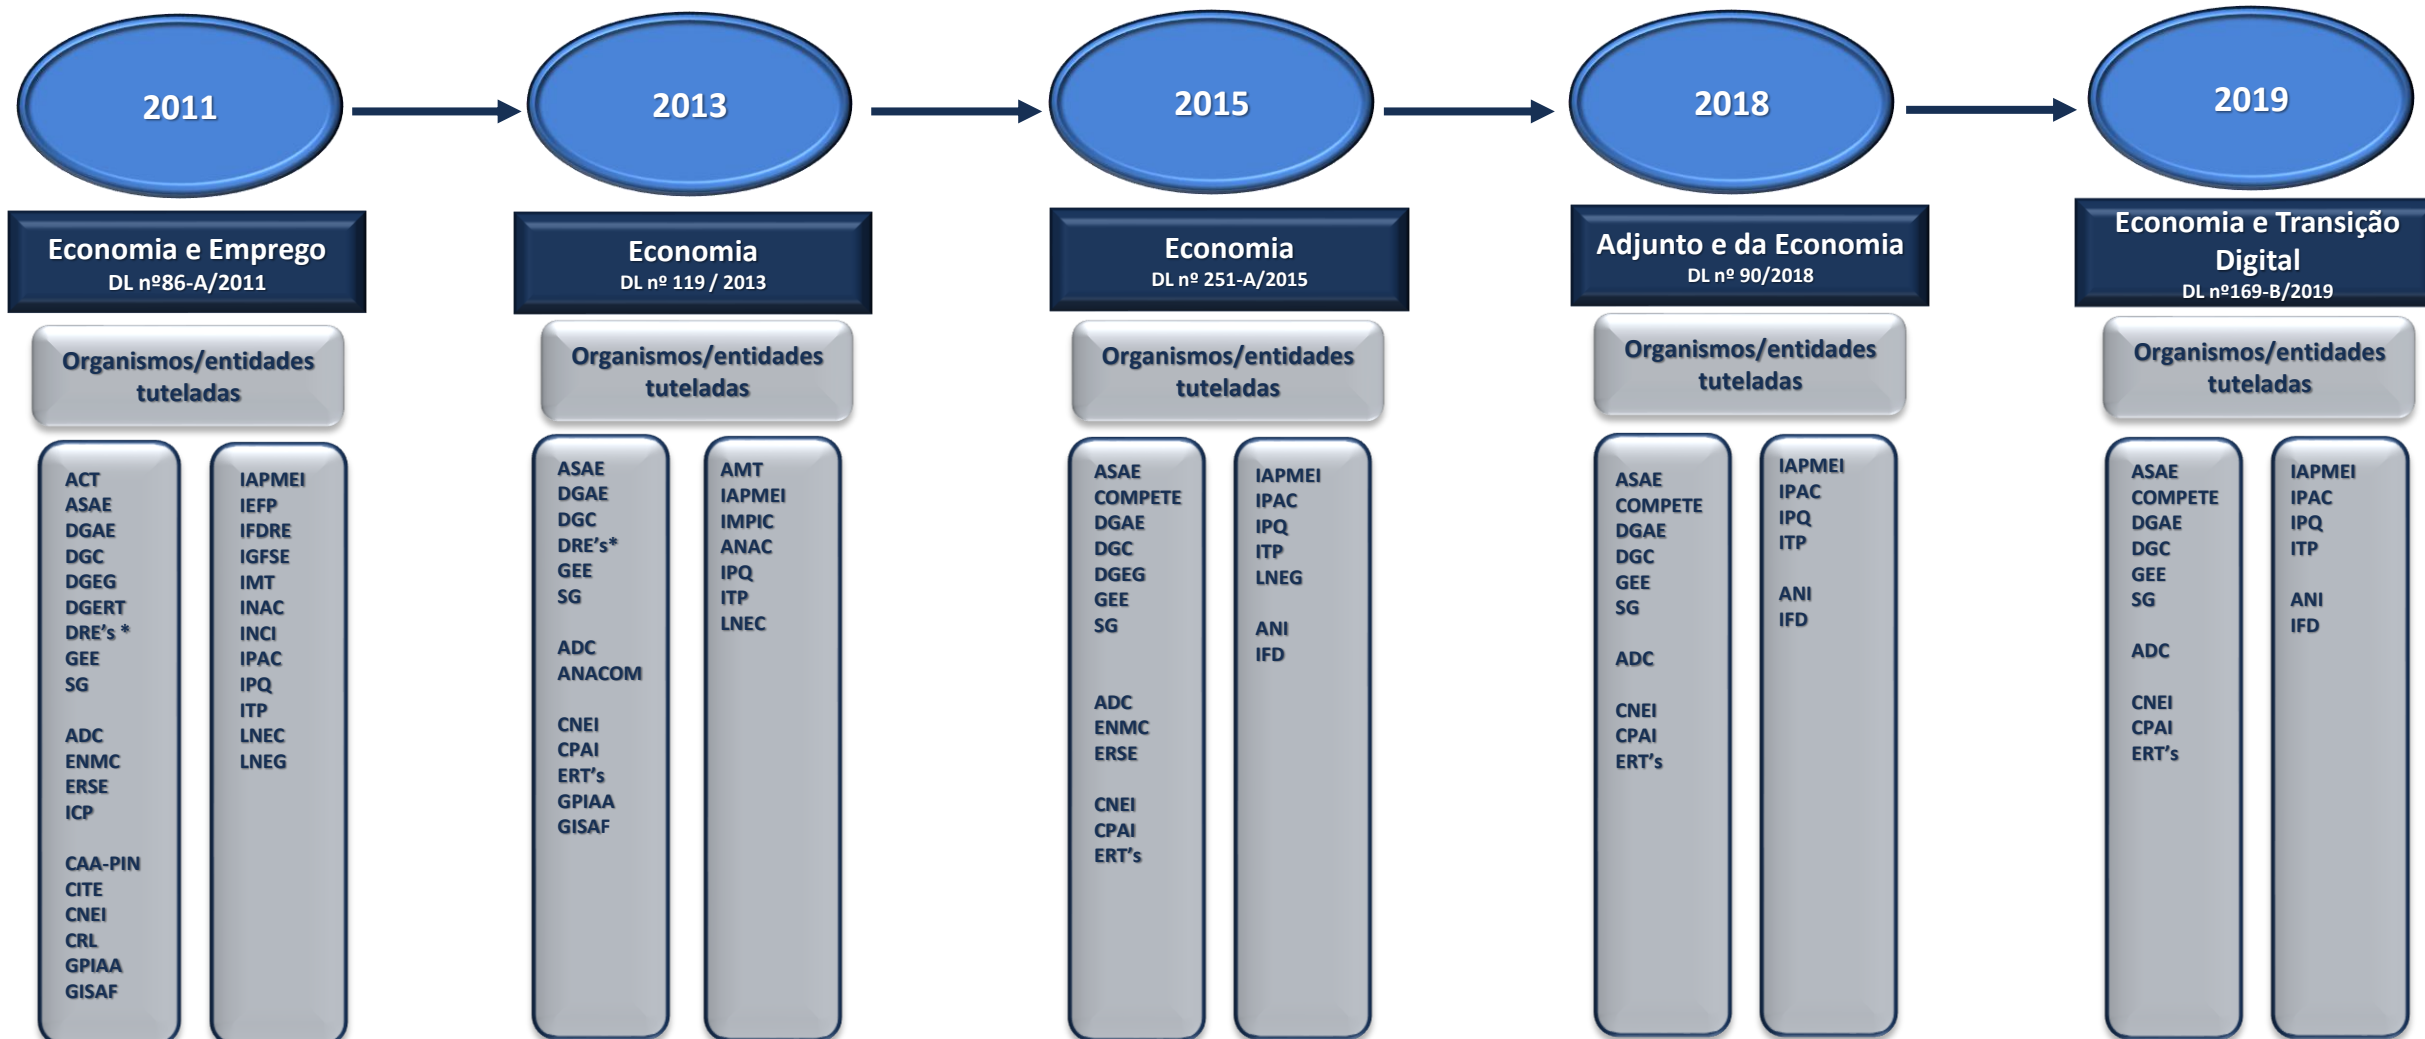 2011
2013
2015
2018
2019
Economia e Emprego
DL nº86-A/2011
Economia
DL nº 119 / 2013
Economia
DL nº 251-A/2015
Adjunto e da Economia
DL nº 90/2018
Economia e Transição
Digital
DL nº169-B/2019
Organismos/entidades
tuteladas
Organismos/entidades
tuteladas
Organismos/entidades
tuteladas
Organismos/entidades
tuteladas
Organismos/entidades
tuteladas
ACT
ASAE
DGAE
DGC
DGEG
DGERT
DRE's *
GEE
SG
ADC
ENMC
ERSE
ICP
CAA-PIN
CITE
CNEI
CRL
GPIAA
GISAF
IAPMEI
IEFP
IFDRE
IGFSE
IMT
INAC
INCI
IPAC
IPQ
ITP
LNEC
LNEG
ASAE
DGAE
DGC
DRE's*
GEE
SG
ADC
ANACOM
CNEI
CPAI
ERT's
GPIAA
GISAF
AMT
IAPMEI
IMPIC
ANAC
IPQ
ITP
LNEC
ASAE
COMPETE
DGAE
DGC
DGEG
GEE
SG
ADC
ENMC
ERSE
CNEI
CPAI
ERT's
IAPMEI
IPAC
IPQ
ITP
LNEG
ANI
IFD
ASAE
COMPETE
DGAE
DGC
GEE
SG
ADC
CNEI
CPAI
ERT's
IAPMEI
IPAC
IPQ
ITP
ANI
IFD
ASAE
COMPETE
DGAE
DGC
GEE
SG
ADC
CNEI
CPAI
ERT's
IAPMEI
IPAC
IPQ
ITP
ANI
IFD